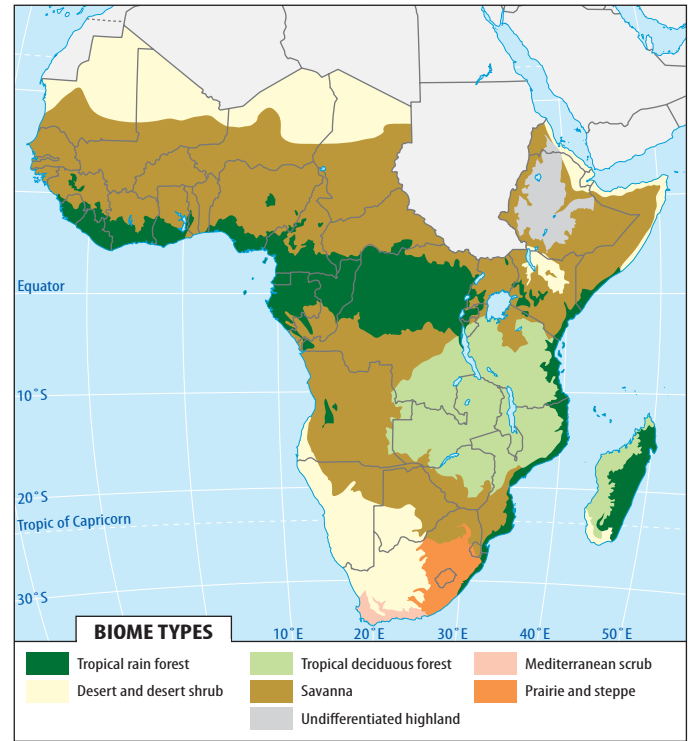 Equator
10°S
20°S
Tropic of Capricorn
30°S
10°E 20°E 30°E 40°E 50°E
BIOME TYPES
Tropical rain forest Tropical deciduous forest Mediterranean scrub
Desert and desert shrub Savanna Prairie and steppe
Undifferentiated highland